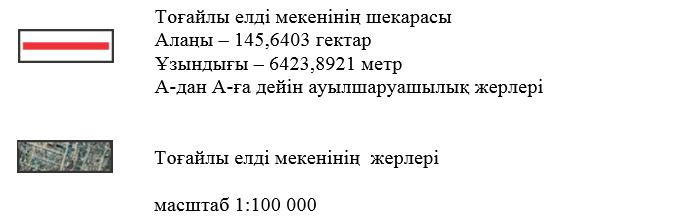 Тоғайлы елді мекенінің шекарасы
Алаңы – 145,6403 гектар
Ұзындығы – 6423,8921 метр
А-дан А-ға дейін ауылшаруашылық жерлері
Тоғайлы елді мекенінің жерлері
масштаб 1:100 000